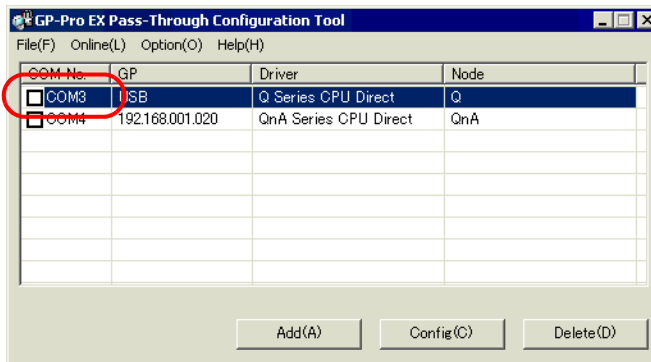 GP-Pro EX Pass-Through Configuration Tool
File(F) Online(L) Option(O) Help(H)
COM No. GP Driver Node
COM3 USB Q Series CPU Direct Q
COM4 192.168.001.020 QnA Series CPU Direct QnA
Add(A) Config(C) Delete(D)